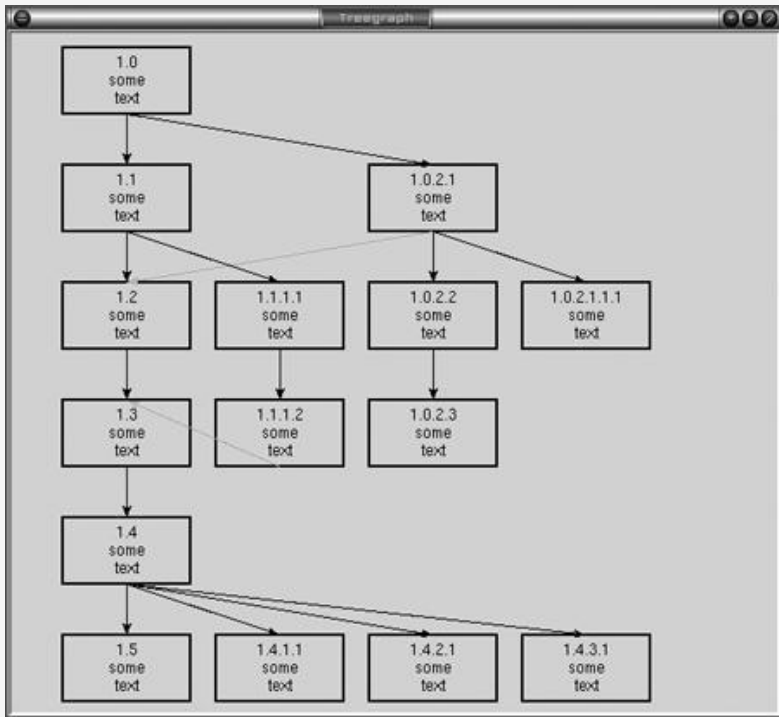 Treegraph
1.0
some
text
1.1
some
text
1.0.2.1
some
text
1.2
some
text
1.1.1.1
some
text
1.0.2.2
some
text
1.0.2.1.1.1
some
text
1.3
some
text
1.1.1.2
some
text
1.0.2.3
some
text
1.4
some
text
1.5
some
text
1.4.1.1
some
text
1.4.2.1
some
text
1.4.3.1
some
text